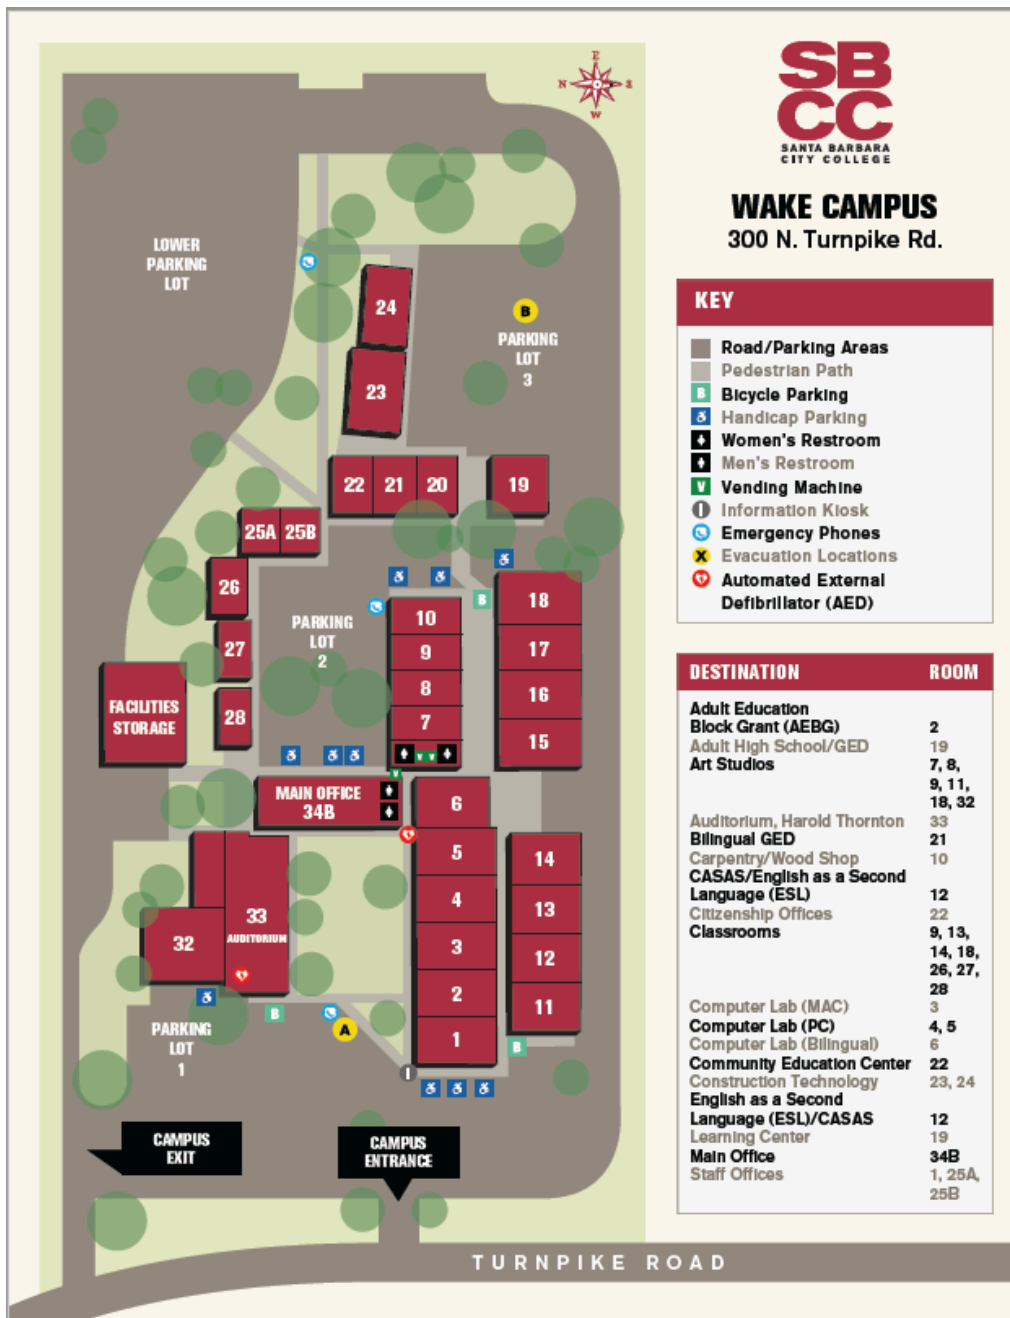 SB
CC
SANTA BARBARA
CITY COLLEGE
WAKE CAMPUS
300 N. Turnpike Rd.
KEY
Road/Parking Areas
Pedestrian Path
B Bicycle Parking
Handicap Parking
Women's Restroom
Men's Restroom
V Vending Machine
I Information Kiosk
Emergency Phones
X Evacuation Locations
Automated External
Defibrillator (AED)
DESTINATION ROOM
Adult Education
Block Grant (AEBG) 2
Adult High School/GED 19
Art Studios 7, 8,
9, 11,
18, 32
Auditorium, Harold Thornton 33
Bilingual GED 21
Carpentry/Wood Shop 10
CASAS/English as a Second
Language (ESL) 12
Citizenship Offices 22
Classrooms 9, 13,
14, 18,
26, 27,
28
Computer Lab (MAC) 3
Computer Lab (PC) 4, 5
Computer Lab (Bilingual) 6
Community Education Center 22
Construction Technology 23, 24
English as a Second
Language (ESL)/CASAS 12
Learning Center 19
Main Office 34B
Staff Offices 1, 25A,
25B
E
N S
W
LOWER
PARKING
LOT
24
B
PARKING
LOT
3
23
22 21 20 19
25A 25B
26
B
18
10
PARKING
LOT
2
9
17
27
8
16
FACILITIES
STORAGE
28
7
15
V V
V
MAIN OFFICE
34B
6
5
14
4
13
33
AUDITORIUM
32
3
12
2
11
B
A
PARKING
LOT
1
1
B
I
CAMPUS
EXIT
CAMPUS
ENTRANCE
TURNPIKE ROAD